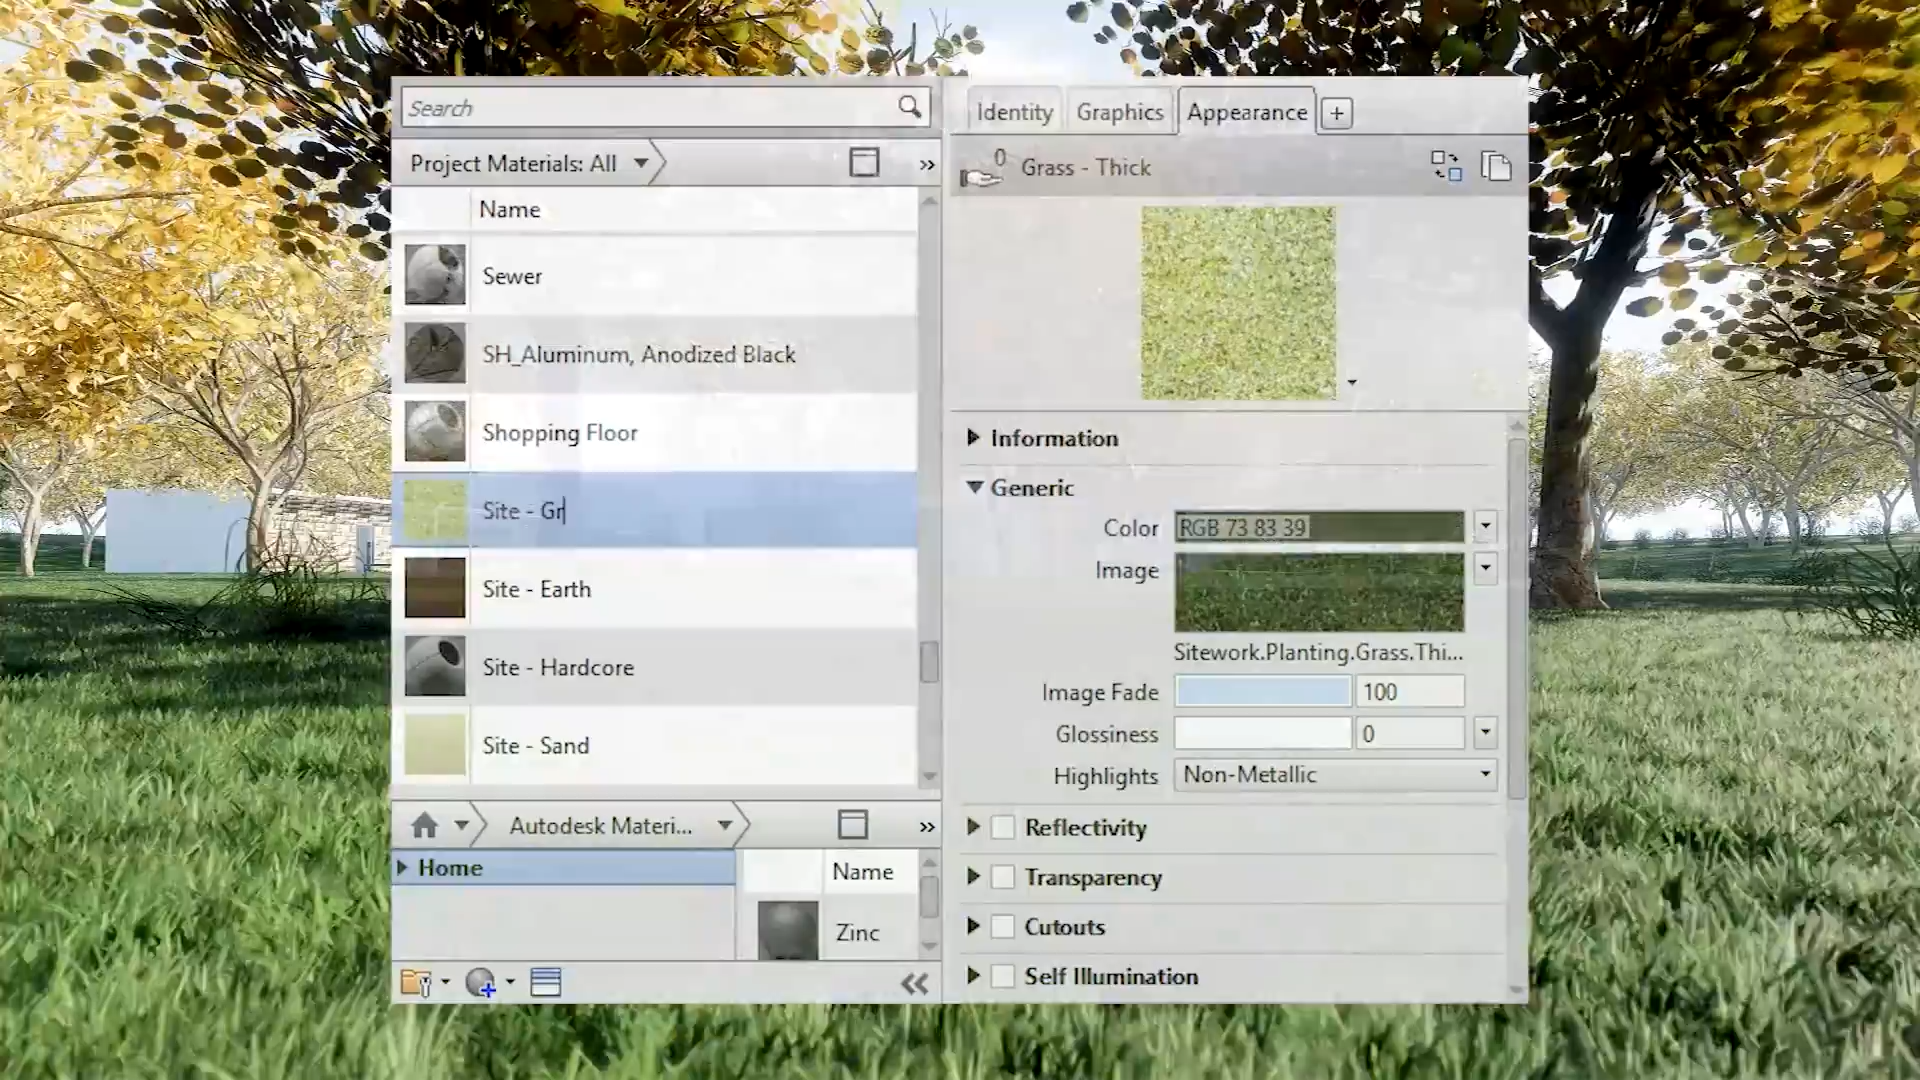 Search
Identity
Graphics
Appearance
+
Project Materials: All
»
0
Grass - Thick
Name
Sewer
SH_Aluminum, Anodized Black
Shopping Floor
Site - Gr
Site - Earth
Site - Hardcore
Site - Sand
Information
Generic
Color
RGB 73 83 39
Image
Sitework.Planting.Grass.Thi...
Image Fade
100
Glossiness
0
Highlights
Non-Metallic
Reflectivity
Transparency
Cutouts
Self Illumination
Autodesk Materi...
»
Home
Name
Zinc